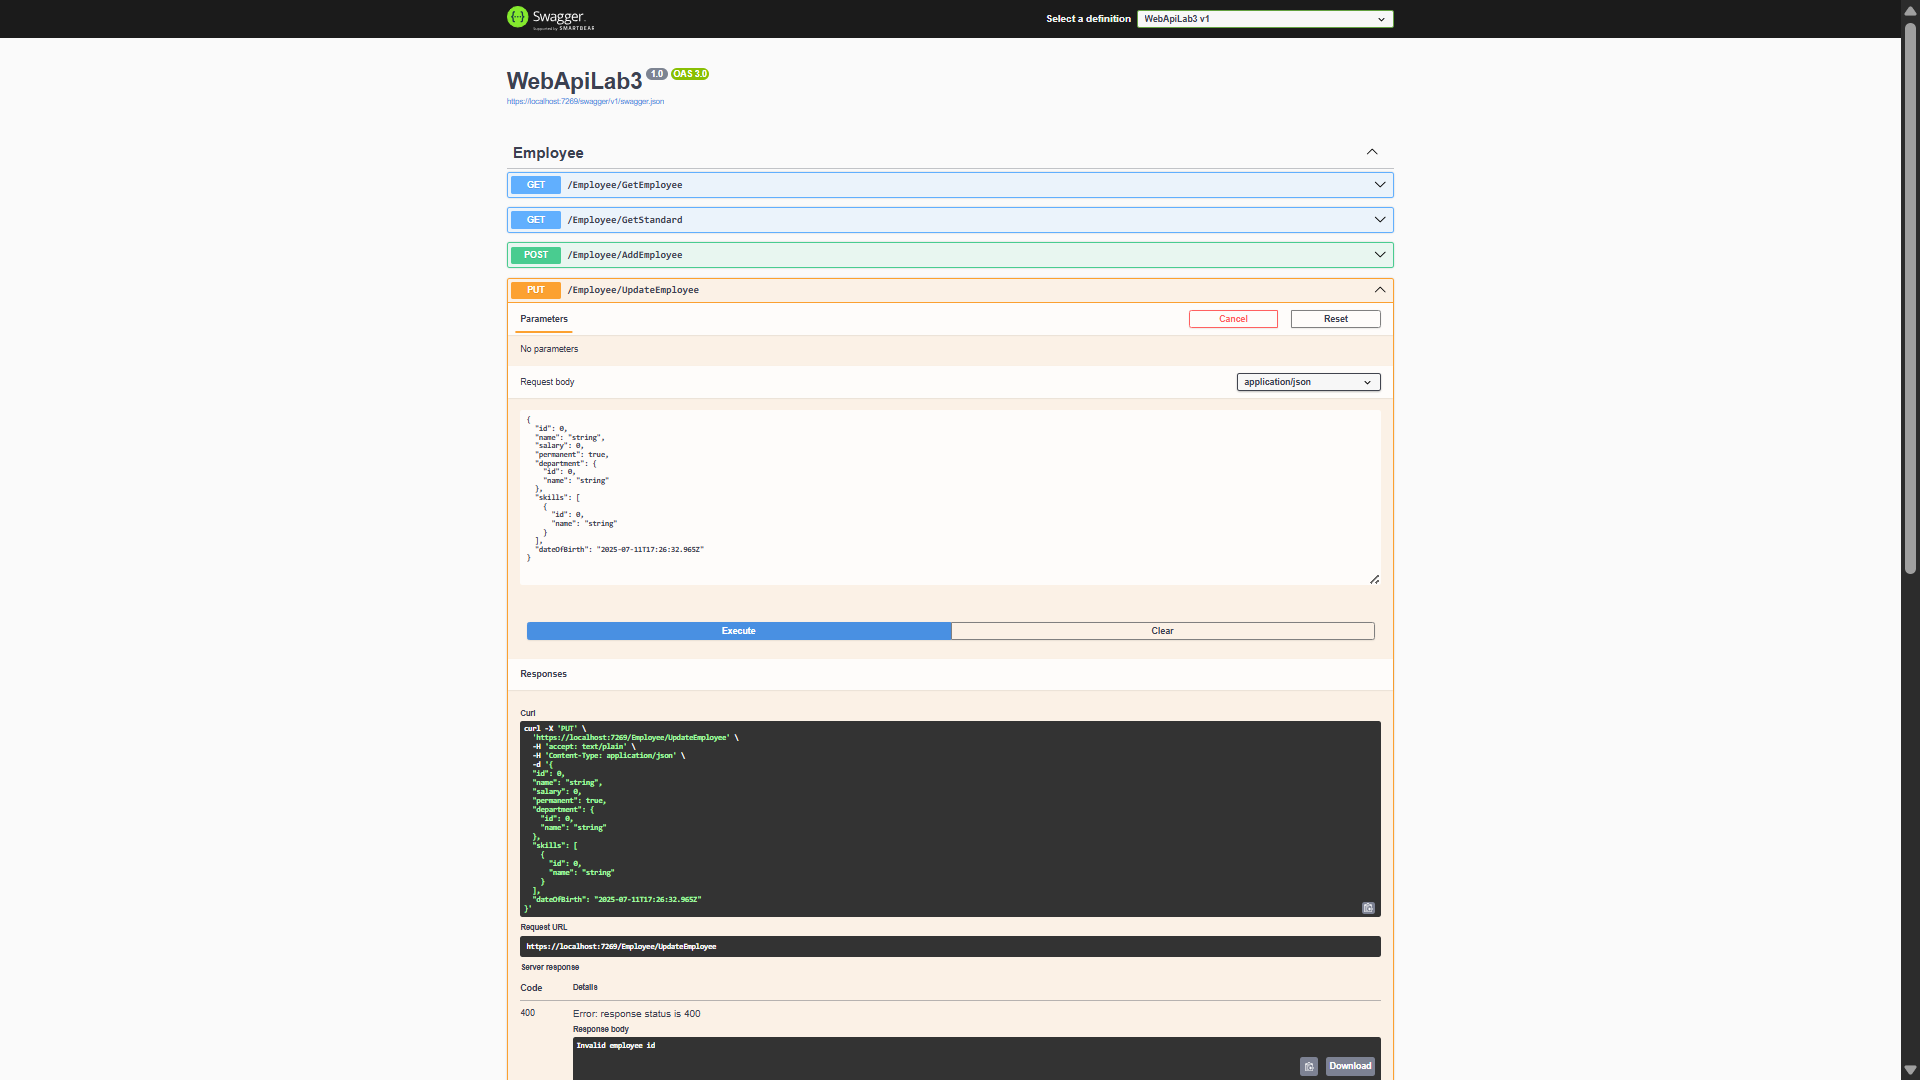 Swagger.
Supported by SMARTBEAR
Select a definition
WebApiLab3 v1
WebApiLab3 1.0 OAS 3.0
https://localhost:7269/swagger/v1/swagger.json
Employee
GET /Employee/GetEmployee
GET /Employee/GetStandard
POST /Employee/AddEmployee
PUT /Employee/UpdateEmployee
Parameters
Cancel
Reset
No parameters
Request body
application/json
{
  "id": 0,
  "name": "string",
  "salary": 0,
  "permanent": true,
  "department": {
    "id": 0,
    "name": "string"
  },
  "skills": [
    {
      "id": 0,
      "name": "string"
    }
  ],
  "dateOfBirth": "2025-07-11T17:26:32.965Z"
}
Execute
Clear
Responses
Curl
curl -X 'PUT' \
  'https://localhost:7269/Employee/UpdateEmployee' \
  -H 'accept: text/plain' \
  -H 'Content-Type: application/json' \
  -d '{
  "id": 0,
  "name": "string",
  "salary": 0,
  "permanent": true,
  "department": {
    "id": 0,
    "name": "string"
  },
  "skills": [
    {
      "id": 0,
      "name": "string"
    }
  ],
  "dateOfBirth": "2025-07-11T17:26:32.965Z"
}'
Request URL
https://localhost:7269/Employee/UpdateEmployee
Server response
Code
Details
400
Error: response status is 400
Response body
Invalid employee id
Download